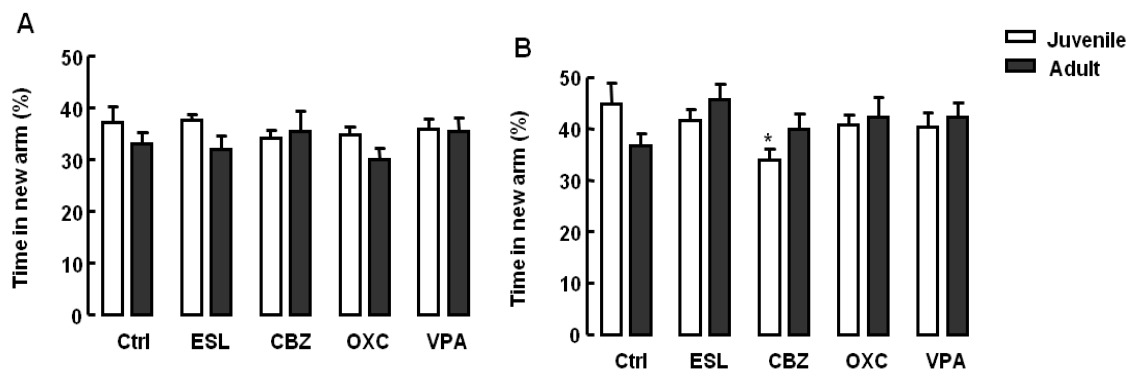 A
Time in new arm (%)
50
40
30
20
10
0
Ctrl ESL CBZ OXC VPA
B
Time in new arm (%)
50
40
30
20
10
0
*
Ctrl ESL CBZ OXC VPA
Juvenile
Adult